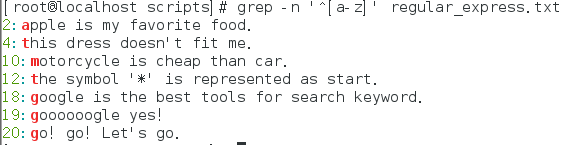 [root@localhost scripts]# grep -n '^[a-z]' regular_express.txt
2:apple is my favorite food.
4:this dress doesn't fit me.
10:motorcycle is cheap than car.
12:the symbol '*' is represented as start.
18:google is the best tools for search keyword.
19:goooooogle yes!
20:go! go! Let's go.